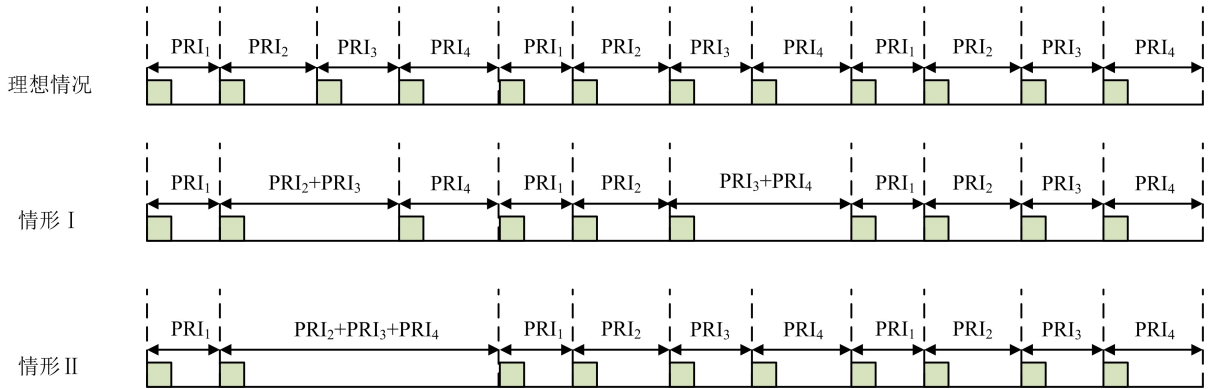 PRI₁ PRI₂ PRI₃ PRI₄ PRI₁ PRI₂ PRI₃ PRI₄ PRI₁ PRI₂ PRI₃ PRI₄
理想情况
PRI₁ PRI₂+PRI₃ PRI₄ PRI₁ PRI₂ PRI₃+PRI₄ PRI₁ PRI₂ PRI₃ PRI₄
情形Ⅰ
PRI₁ PRI₂+PRI₃+PRI₄ PRI₁ PRI₂ PRI₃ PRI₄ PRI₁ PRI₂ PRI₃ PRI₄
情形Ⅱ